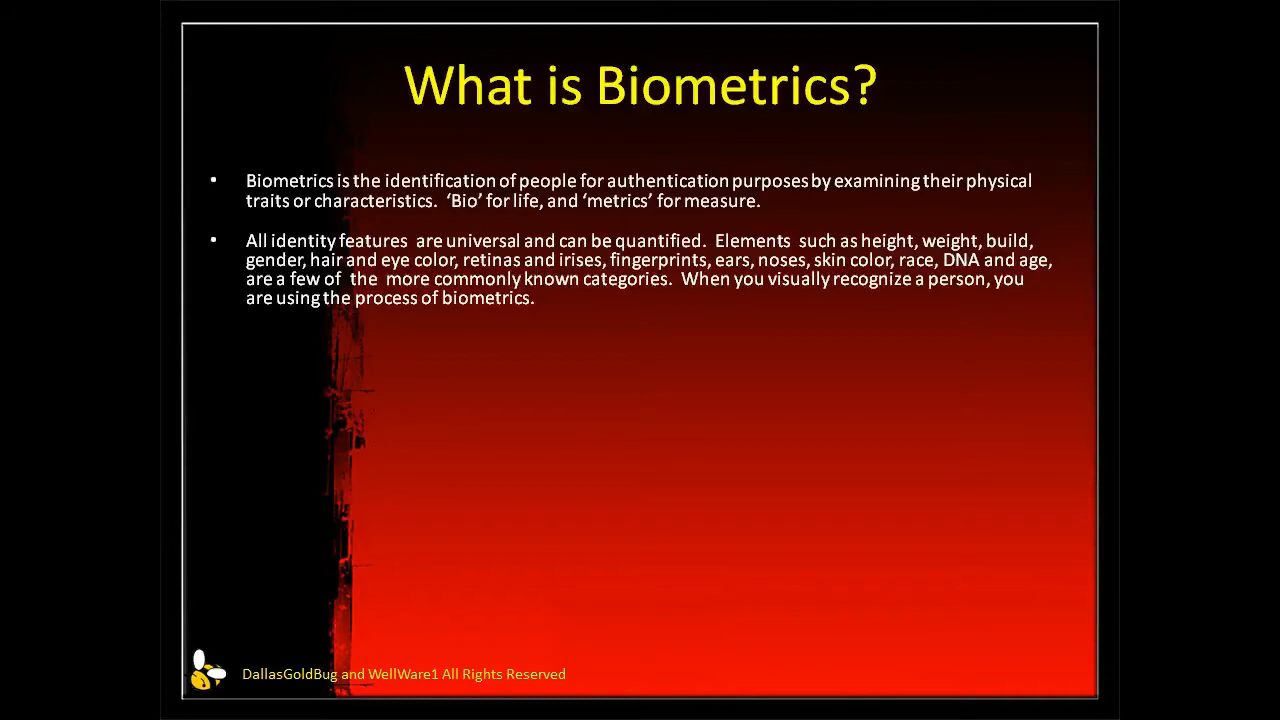 What is Biometrics?
• Biometrics is the identification of people for authentication purposes by examining their physical
traits or characteristics.  ‘Bio’ for life, and ‘metrics’ for measure.
• All identity features  are universal and can be quantified.  Elements  such as height, weight, build,
gender, hair and eye color, retinas and irises, fingerprints, ears, noses, skin color, race, DNA and age,
are a few of  the  more commonly known categories.  When you visually recognize a person, you
are using the process of biometrics.
DallasGoldBug and WellWare1 All Rights Reserved